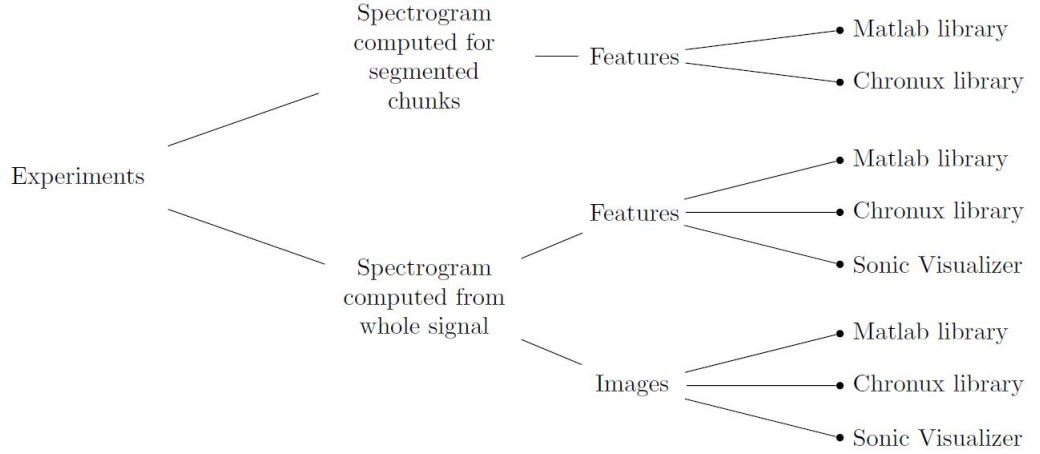 Experiments
Spectrogram
computed for
segmented
chunks
Features
Matlab library
Chronux library
Spectrogram
computed from
whole signal
Features
Matlab library
Chronux library
Sonic Visualizer
Images
Matlab library
Chronux library
Sonic Visualizer